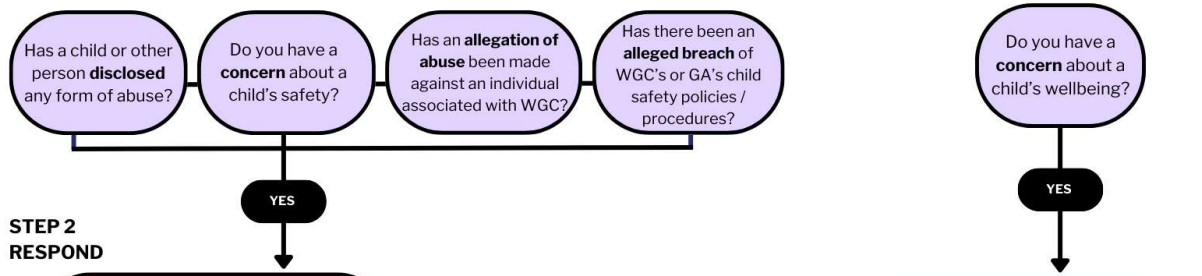 Has a child or other
person disclosed
any form of abuse?
Do you have a
concern about a
child's safety?
Has an allegation of
abuse been made
against an individual
associated with WGC?
Has there been an
alleged breach of
WGC's or GA's child
safety policies /
procedures?
Do you have a
concern about a
child's wellbeing?
YES
YES
STEP 2
RESPOND